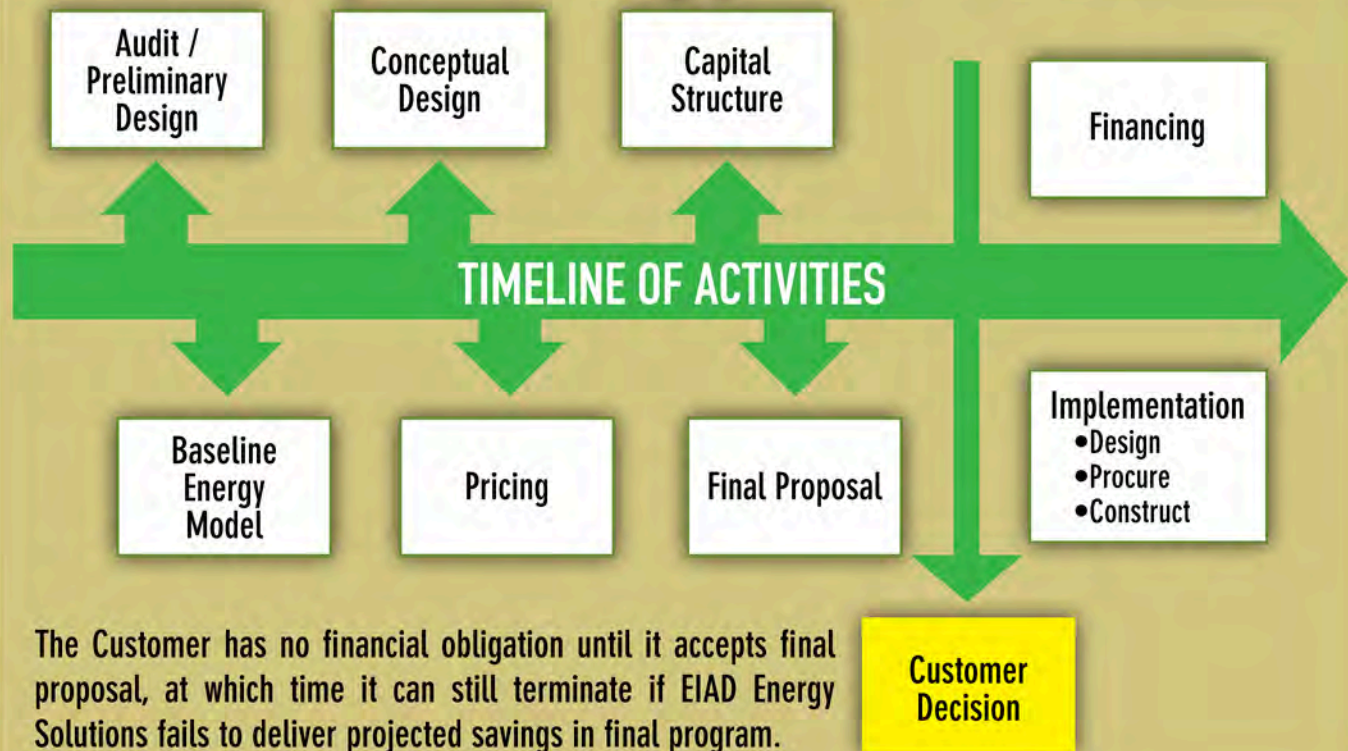 Audit /
Preliminary
Design
Conceptual
Design
Capital
Structure
Financing
TIMELINE OF ACTIVITIES
Baseline
Energy
Model
Pricing
Final Proposal
Implementation
•Design
•Procure
•Construct
The Customer has no financial obligation until it accepts final
proposal, at which time it can still terminate if EIAD Energy
Solutions fails to deliver projected savings in final program.
Customer
Decision